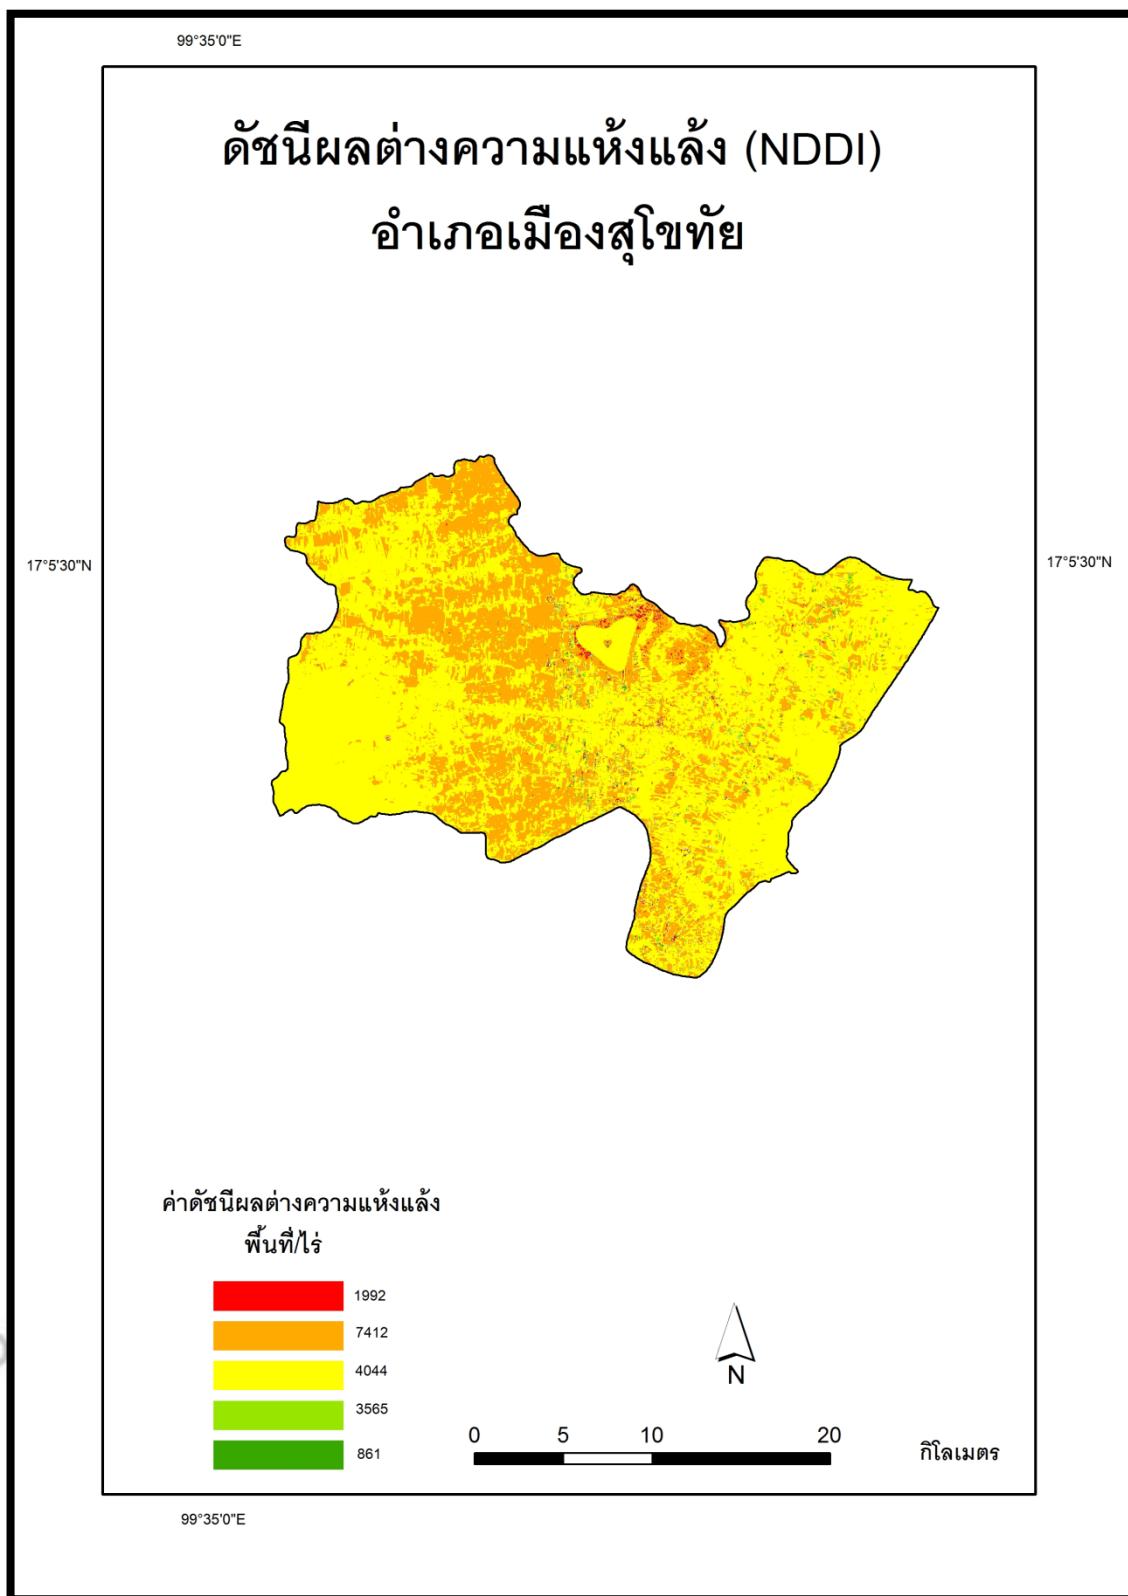 99°35'0"E
ดัชนีผลต่างความแห้งแล้ง (NDDI)
อำเภอเมืองสุโขทัย
17°5'30"N
17°5'30"N
ค่าดัชนีผลต่างความแห้งแล้ง
พื้นที่/ไร่
1992
7412
4044
3565
861
N
0 5 10 20
กิโลเมตร
99°35'0"E